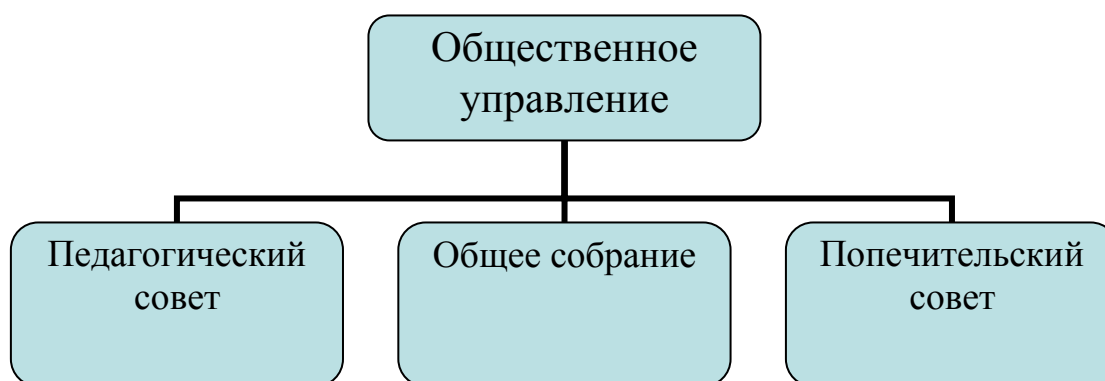 Общественное
управление
Педагогический
совет
Общее собрание
Попечительский
совет